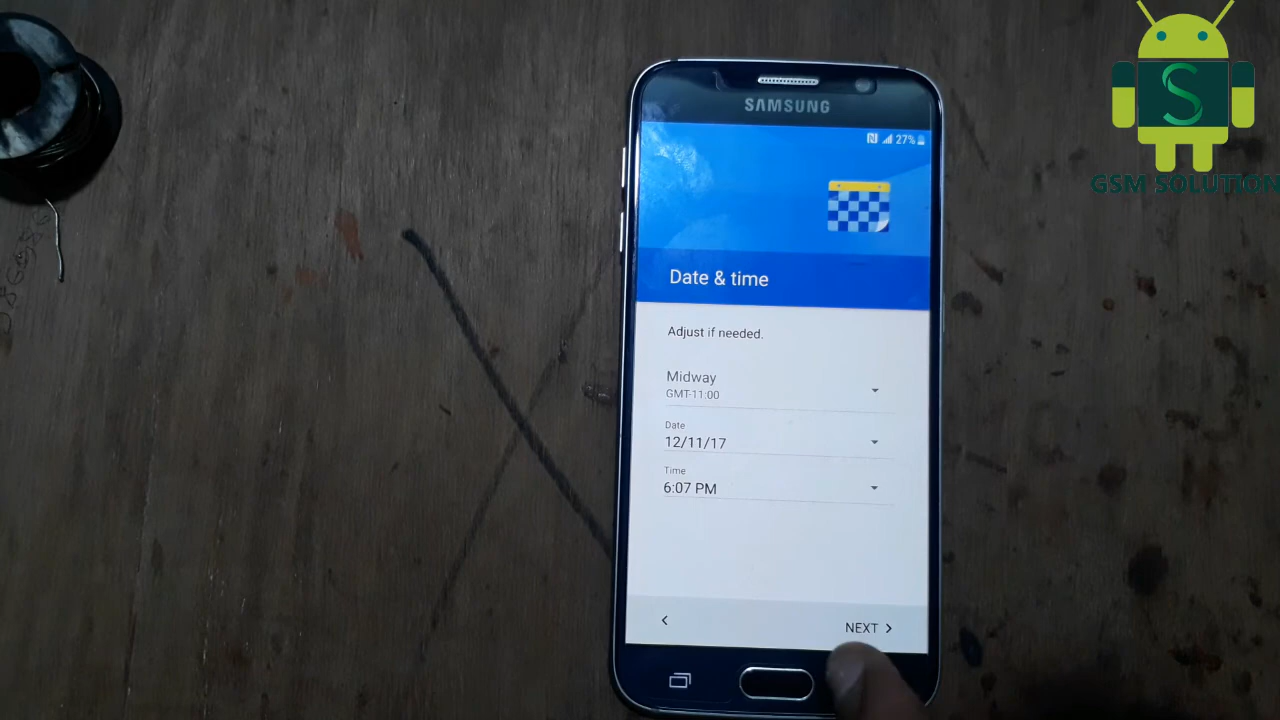 SAMSUNG
27%
Date & time
Adjust if needed.
Midway
GMT-11:00
Date
12/11/17
Time
6:07 PM
NEXT
S
GSM SOLUTION